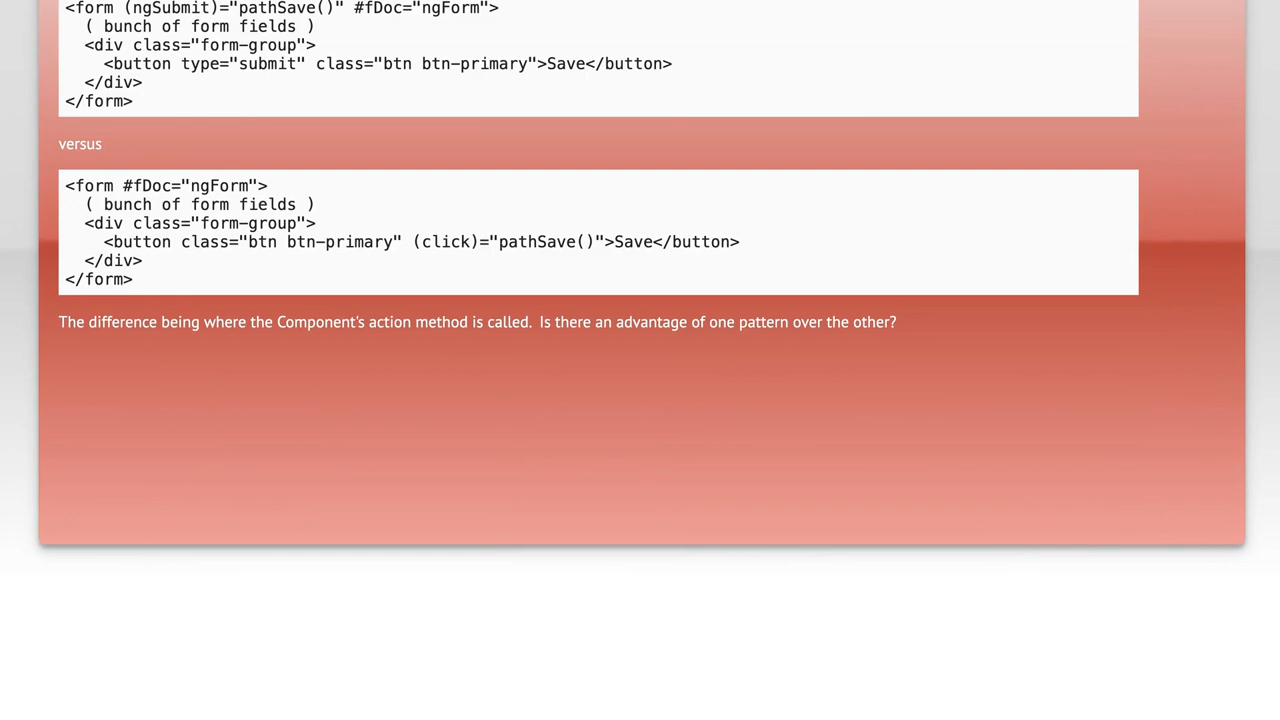 <form (ngSubmit)="pathSave()" #fDoc="ngForm">
  ( bunch of form fields )
  <div class="form-group">
    <button type="submit" class="btn btn-primary">Save</button>
  </div>
</form>
versus
<form #fDoc="ngForm">
  ( bunch of form fields )
  <div class="form-group">
    <button class="btn btn-primary" (click)="pathSave()">Save</button>
  </div>
</form>
The difference being where the Component's action method is called.  Is there an advantage of one pattern over the other?